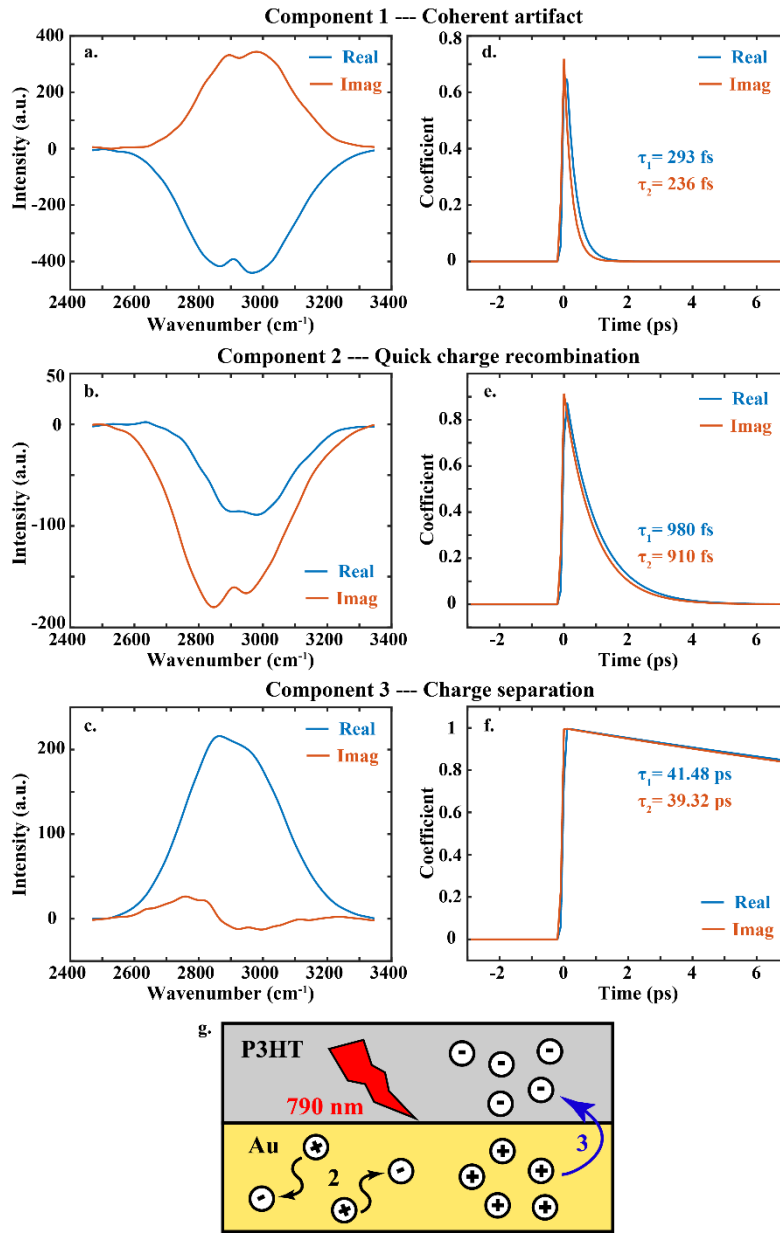 Component 1 --- Coherent artifact
a.
Real
Imag
400
200
0
-200
-400
Intensity (a.u.)
2400 2600 2800 3000 3200 3400
Wavenumber (cm⁻¹)
d.
Real
Imag
τ₁= 293 fs
τ₂= 236 fs
0.8
0.6
0.4
0.2
0
Coefficient
-2 0 2 4 6
Time (ps)
Component 2 --- Quick charge recombination
b.
Real
Imag
50
0
-100
-200
Intensity (a.u.)
2400 2600 2800 3000 3200 3400
Wavenumber (cm⁻¹)
e.
Real
Imag
τ₁= 980 fs
τ₂= 910 fs
0.8
0.6
0.4
0.2
0
Coefficient
-2 0 2 4 6
Time (ps)
Component 3 --- Charge separation
c.
Real
Imag
200
100
0
Intensity (a.u.)
2400 2600 2800 3000 3200 3400
Wavenumber (cm⁻¹)
f.
τ₁= 41.48 ps
τ₂= 39.32 ps
Real
Imag
1
0.8
0.6
0.4
0.2
0
Coefficient
-2 0 2 4 6
Time (ps)
g.
P3HT
790 nm
- - - - -
Au
+ - + -
2
+ + + + +
3